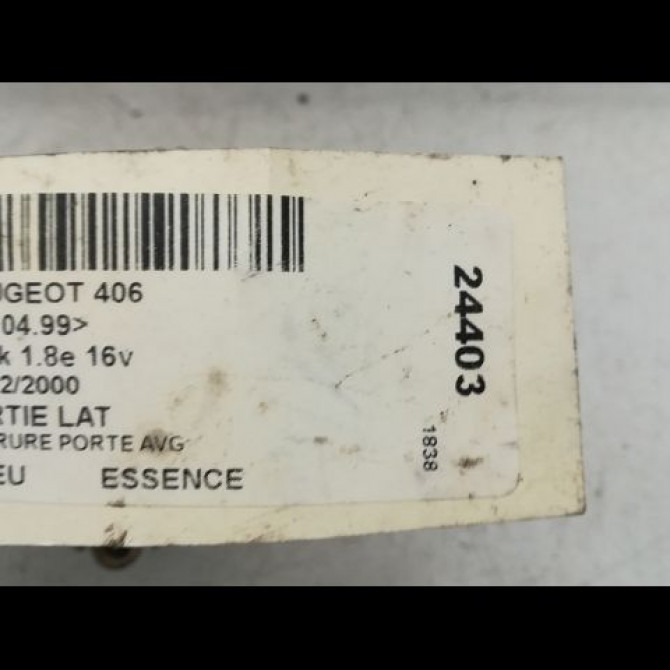 UGEOT 406
04.99>
k 1.8e 16v
2/2000
RTIE LAT
RURE PORTE AVG
EU ESSENCE
24403
1838